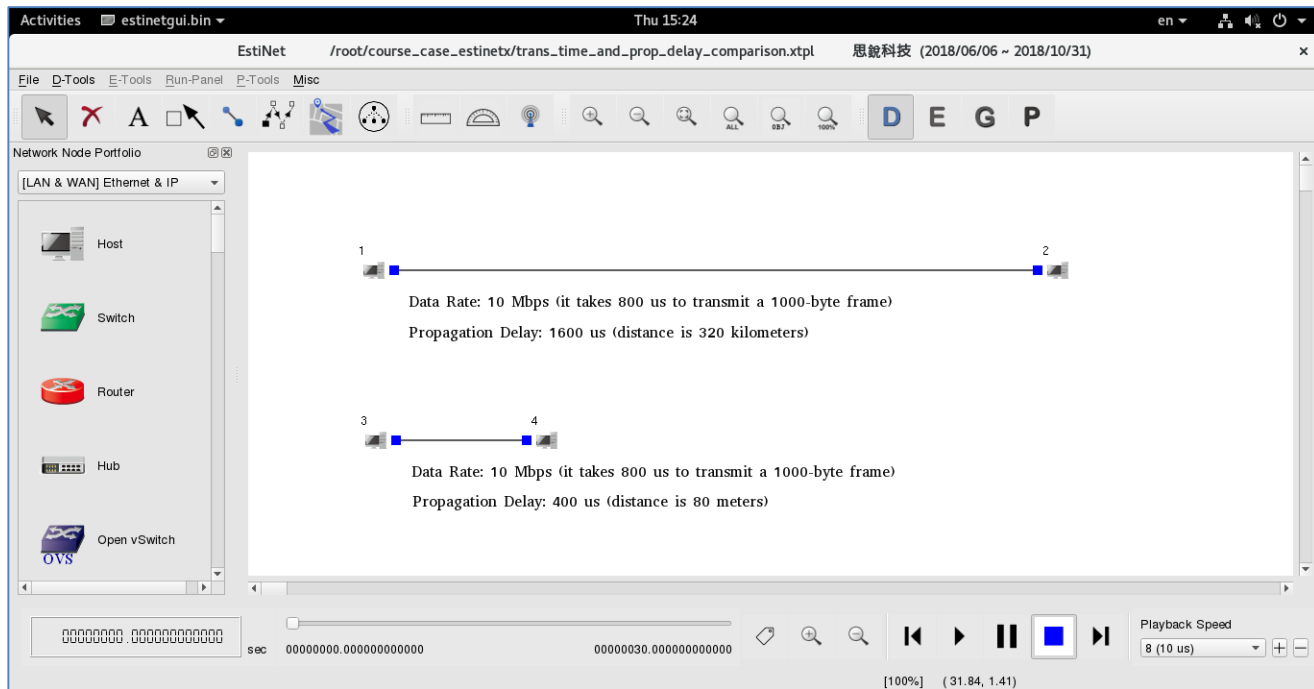 Activities estinetgui.bin Thu 15:24 en
EstiNet /root/course_case_estinetx/trans_time_and_prop_delay_comparison.xtpl 思銳科技 (2018/06/06 ~ 2018/10/31) ×
File D-Tools E-Tools Run-Panel P-Tools Misc
A ALL OBJ 100% D E G P
Network Node Portfolio
[LAN & WAN] Ethernet & IP
Host
Switch
Router
Hub
Open vSwitch
OVS
1 2
Data Rate: 10 Mbps (it takes 800 us to transmit a 1000-byte frame)
Propagation Delay: 1600 us (distance is 320 kilometers)
3 4
Data Rate: 10 Mbps (it takes 800 us to transmit a 1000-byte frame)
Propagation Delay: 400 us (distance is 80 meters)
00000000.000000000000 sec
00000000.000000000000 00000030.000000000000
Playback Speed
8 (10 us)
[100%] (31.84, 1.41)